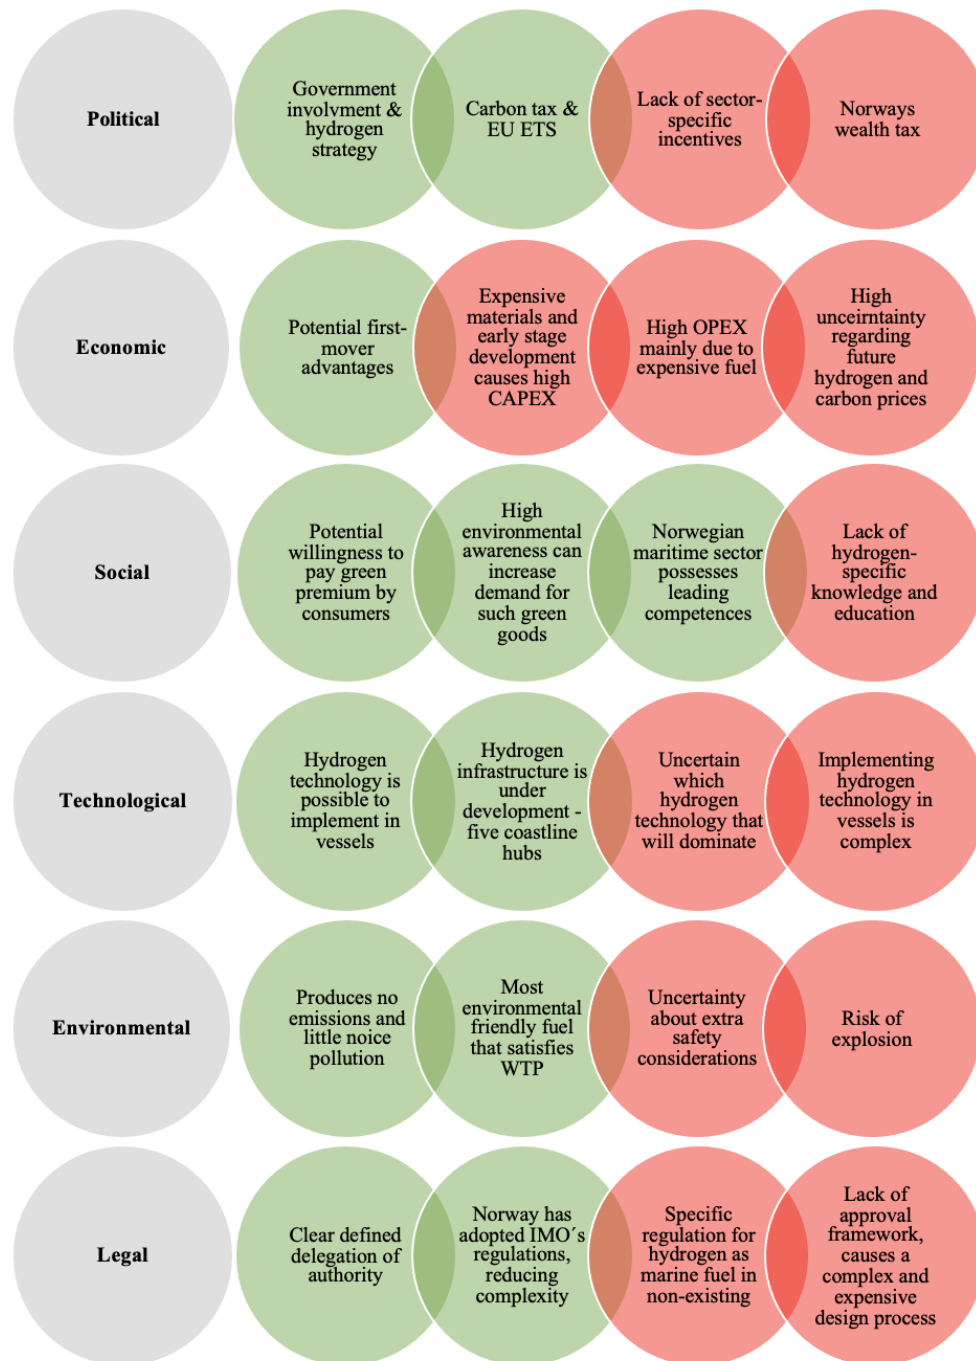 Political
Government
involvment &
hydrogen
strategy
Carbon tax &
EU ETS
Lack of sector-
specific
incentives
Norways
wealth tax
Economic
Potential first-
mover
advantages
Expensive
materials and
early stage
development
causes high
CAPEX
High OPEX
mainly due to
expensive fuel
High
unceirntainty
regarding
future
hydrogen and
carbon prices
Social
Potential
willingness to
pay green
premium by
consumers
High
environmental
awareness can
increase
demand for
such green
goods
Norwegian
maritime sector
possesses
leading
competences
Lack of
hydrogen-
specific
knowledge and
education
Technological
Hydrogen
technology is
possible to
implement in
vessels
Hydrogen
infrastructure is
under
development -
five coastline
hubs
Uncertain
which
hydrogen
technology that
will dominate
Implementing
hydrogen
technology in
vessels is
complex
Environmental
Produces no
emissions and
little noice
pollution
Most
environmental
friendly fuel
that satisfies
WTP
Uncertainty
about extra
safety
considerations
Risk of
explosion
Legal
Clear defined
delegation of
authority
Norway has
adopted IMO´s
regulations,
reducing
complexity
Specific
regulation for
hydrogen as
marine fuel in
non-existing
Lack of
approval
framework,
causes a
complex and
expensive
design process